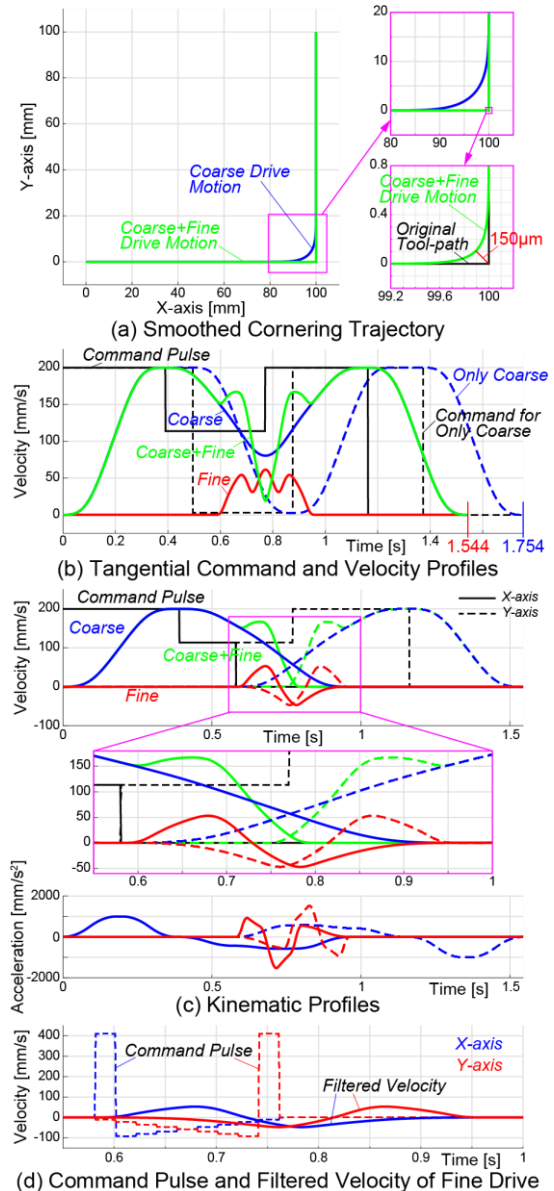 100
80
60
40
20
0
Y-axis [mm]
0 20 40 60 80 100
X-axis [mm]
Coarse Drive
Motion
Coarse+Fine
Drive Motion
20
10
0
80 90 100
0.8
0.4
0
99.2 99.6 100
Coarse+Fine
Drive Motion
Original
Tool-path
150μm
(a) Smoothed Cornering Trajectory
Velocity [mm/s]
200
150
100
50
0
Command Pulse
Coarse
Coarse+Fine
Fine
Only Coarse
Command for
Only Coarse
0 0.2 0.4 0.6 0.8 1 1.2 1.4
Time [s]
1.544
1.754
(b) Tangential Command and Velocity Profiles
Velocity [mm/s]
200
100
0
-100
Command Pulse
Coarse
Coarse+Fine
Fine
X-axis
Y-axis
0 0.5 1 1.5
Time [s]
150
100
50
0
-50
0.6 0.7 0.8 0.9 1
Acceleration [mm/s²]
2000
0
-2000
0 0.5 1 1.5
Time [s]
(c) Kinematic Profiles
Velocity [mm/s]
400
300
200
100
0
-100
Command Pulse
Filtered Velocity
X-axis
Y-axis
0.6 0.7 0.8 0.9 1
Time [s]
(d) Command Pulse and Filtered Velocity of Fine Drive